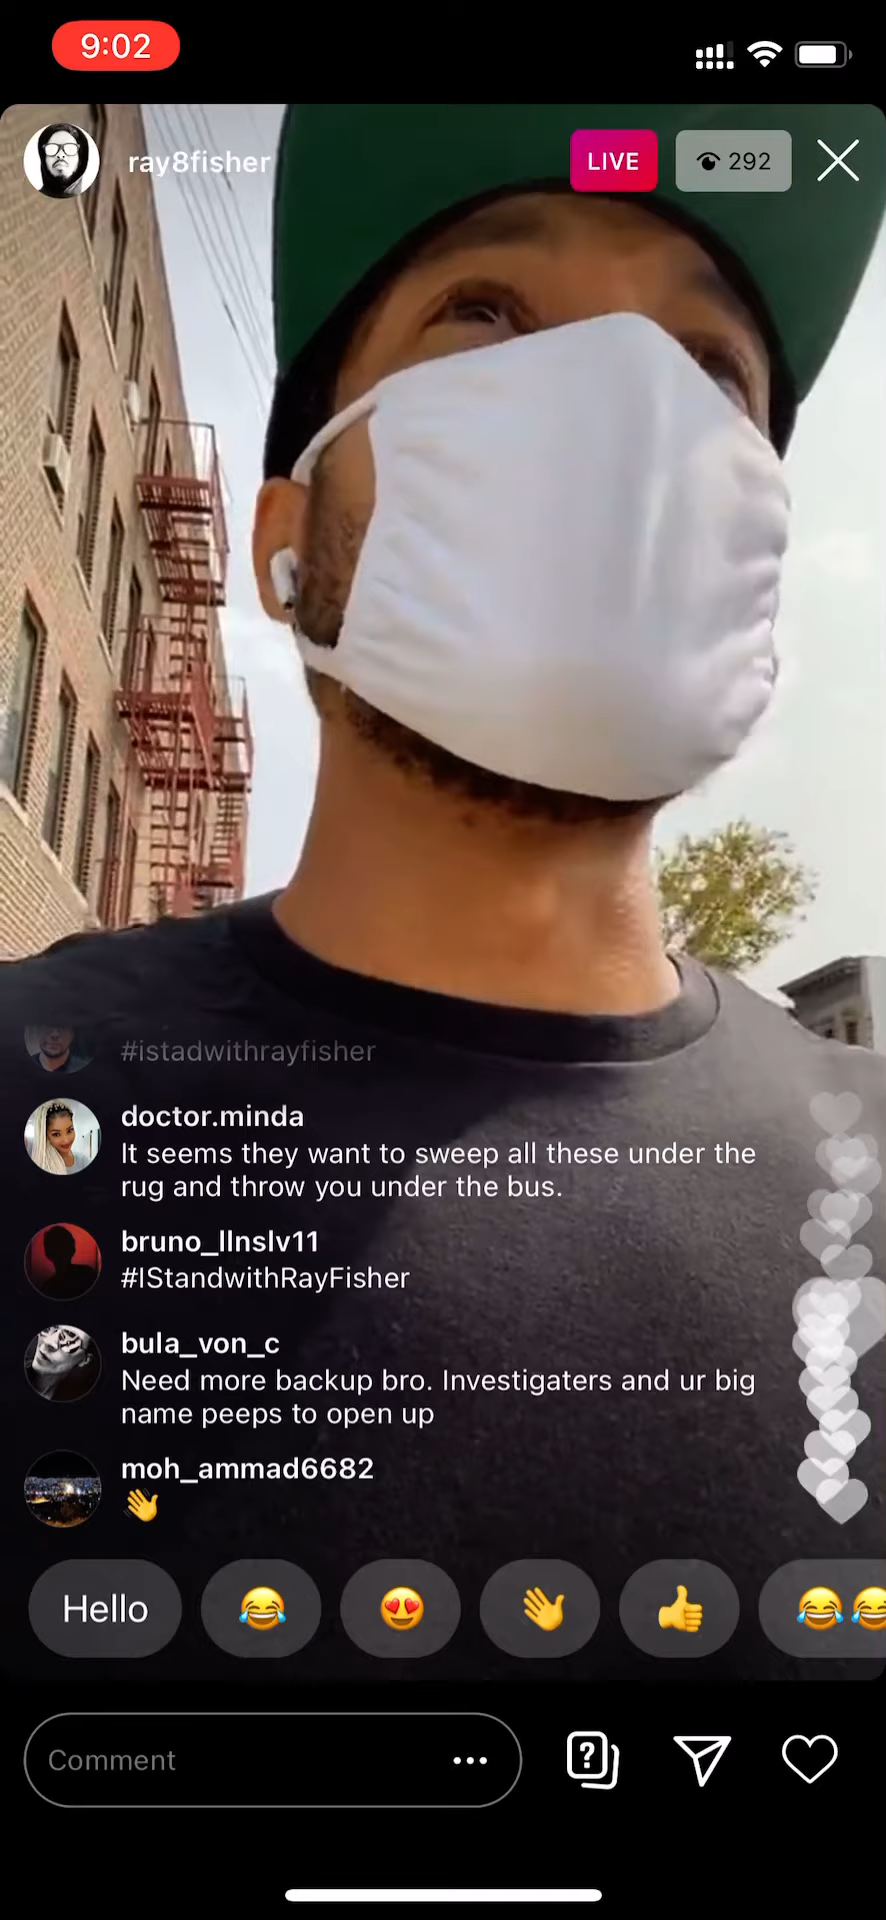 9:02
ray8fisher
LIVE
292
#istadwithrayfisher
doctor.minda
It seems they want to sweep all these under the
rug and throw you under the bus.
bruno_llnslv11
#IStandwithRayFisher
bula_von_c
Need more backup bro. Investigaters and ur big
name peeps to open up
moh_ammad6682
👋
Hello 😂 😍 👋 👍 😂😂
Comment